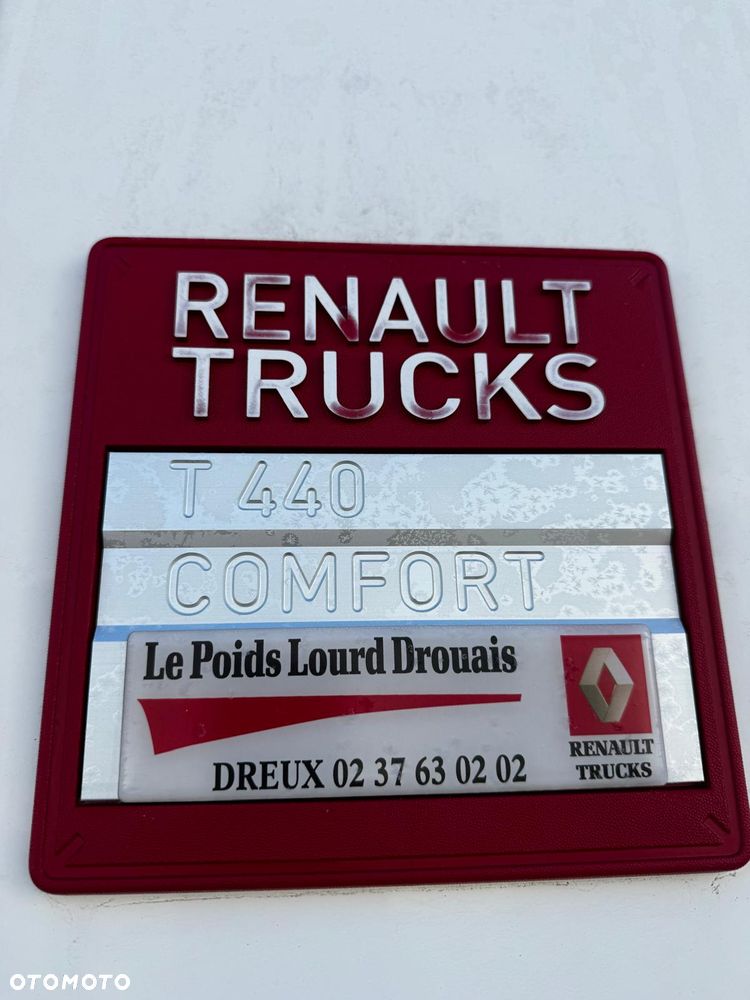 RENAULT
TRUCKS
T 440
COMFORT
Le Poids Lourd Drouais
DREUX 02 37 63 02 02
RENAULT
TRUCKS
OTOMOTO